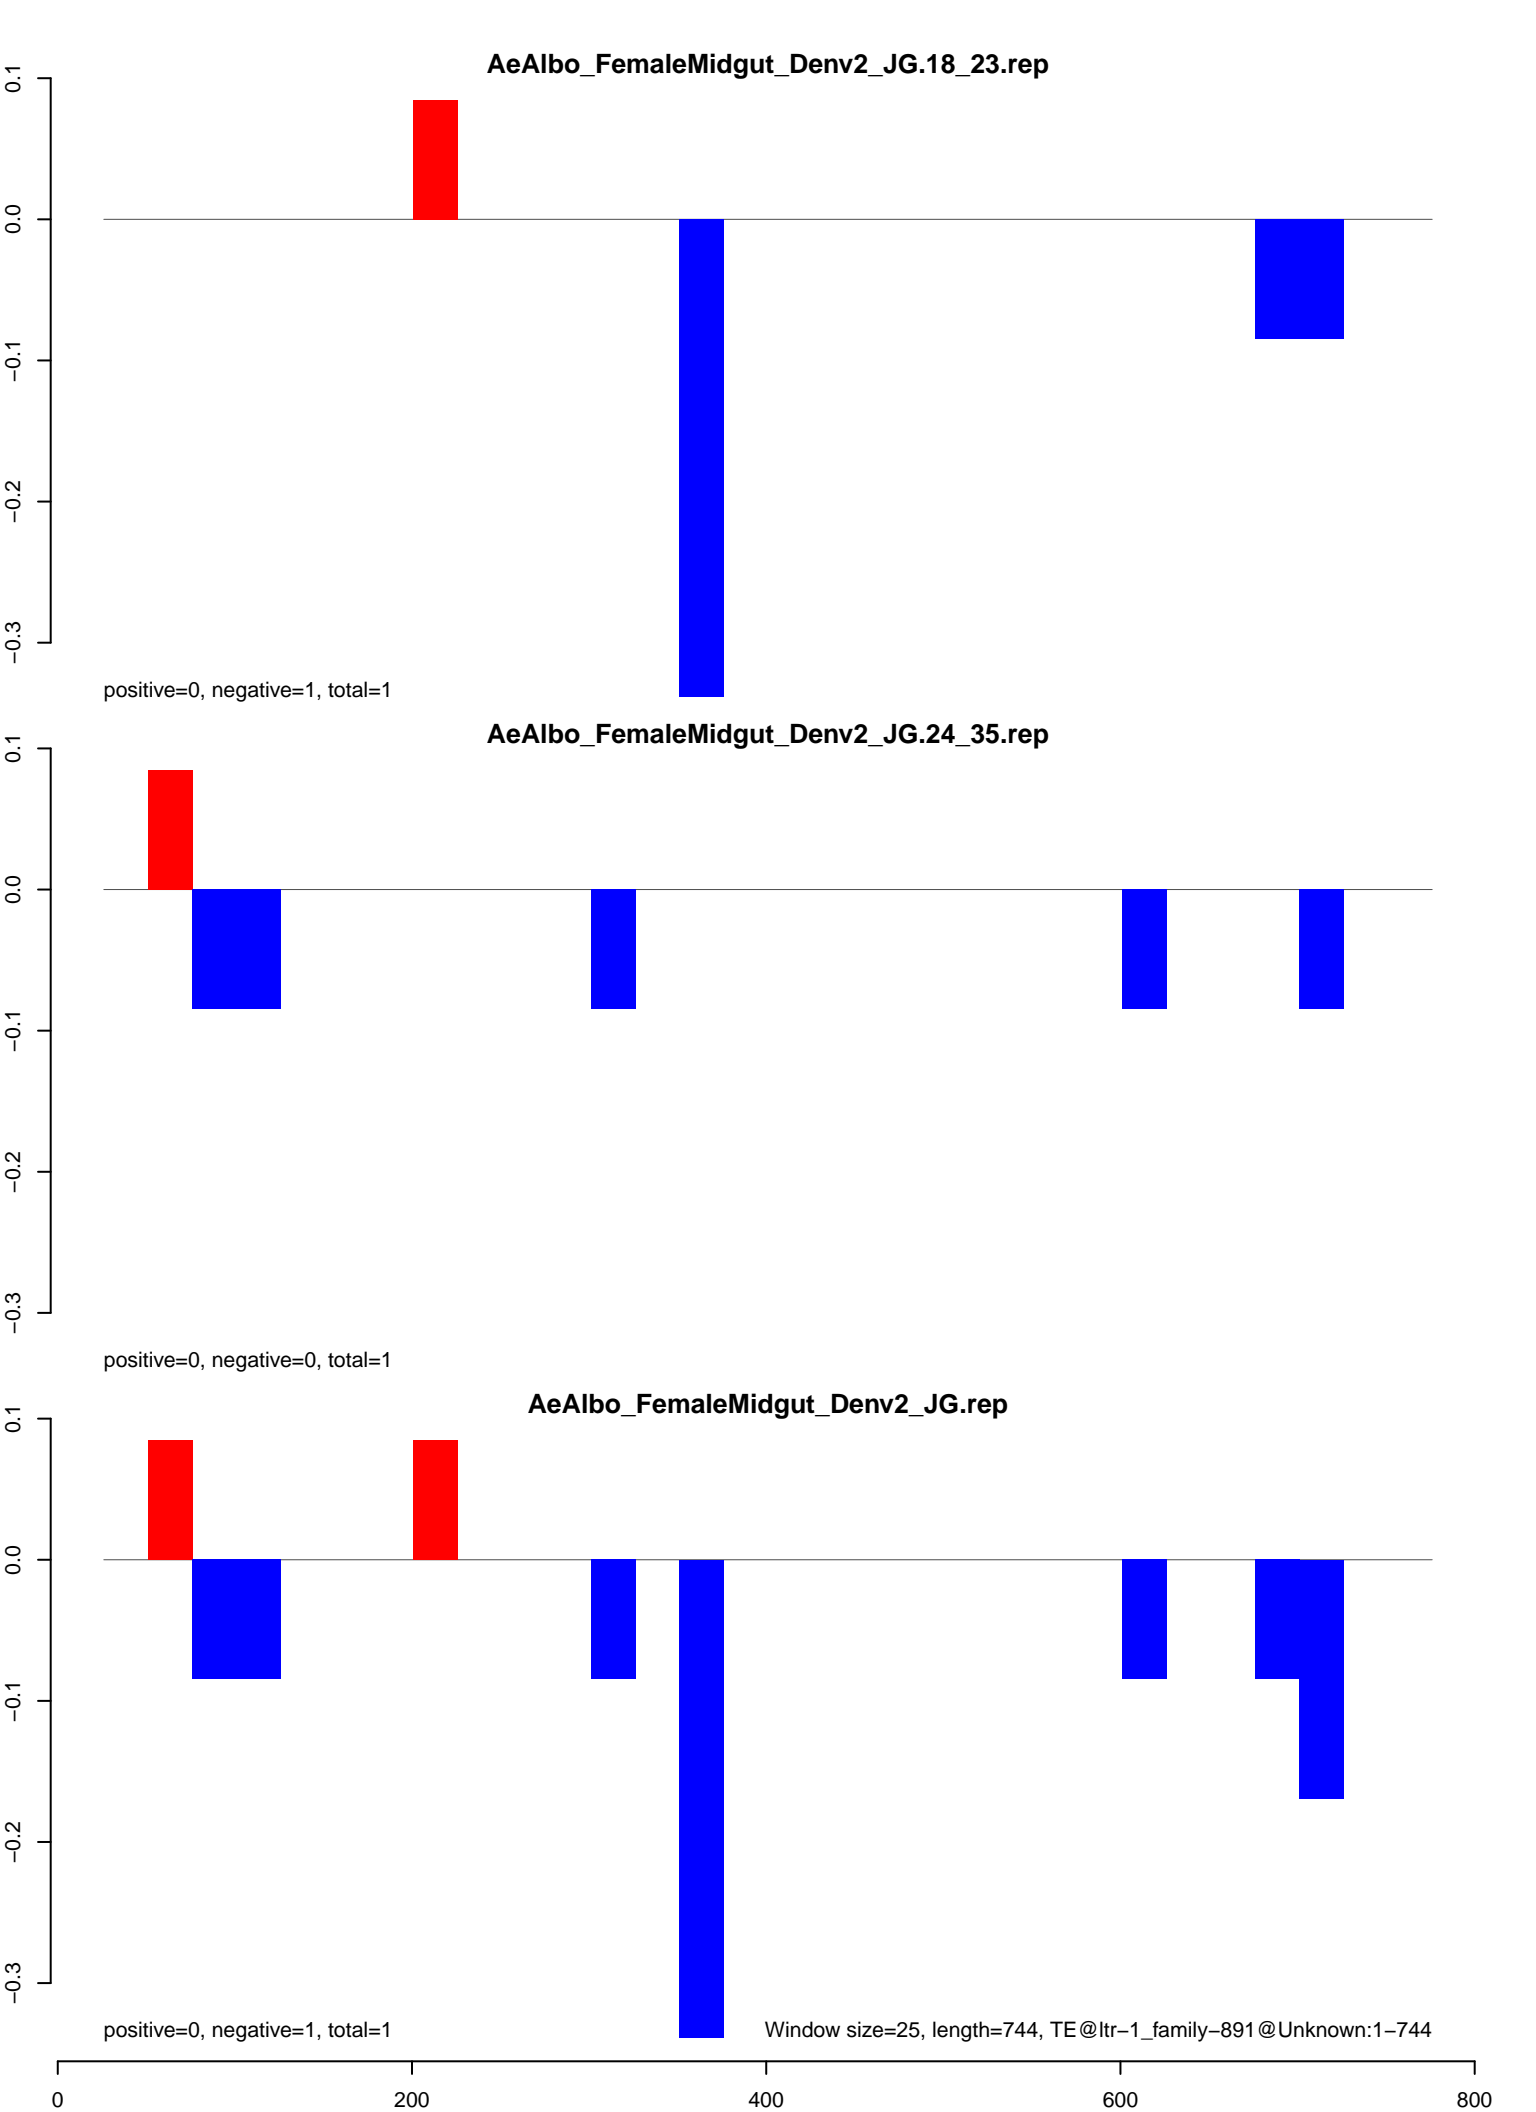 AeAlbo_FemaleMidgut_Denv2_JG.18_23.rep
0.1
0.0
−0.1
−0.2
−0.3
positive=0, negative=1, total=1
AeAlbo_FemaleMidgut_Denv2_JG.24_35.rep
0.1
0.0
−0.1
−0.2
−0.3
positive=0, negative=0, total=1
AeAlbo_FemaleMidgut_Denv2_JG.rep
0.1
0.0
−0.1
−0.2
−0.3
positive=0, negative=1, total=1
Window size=25, length=744, TE@ltr−1_family−891@Unknown:1−744
0 200 400 600 800